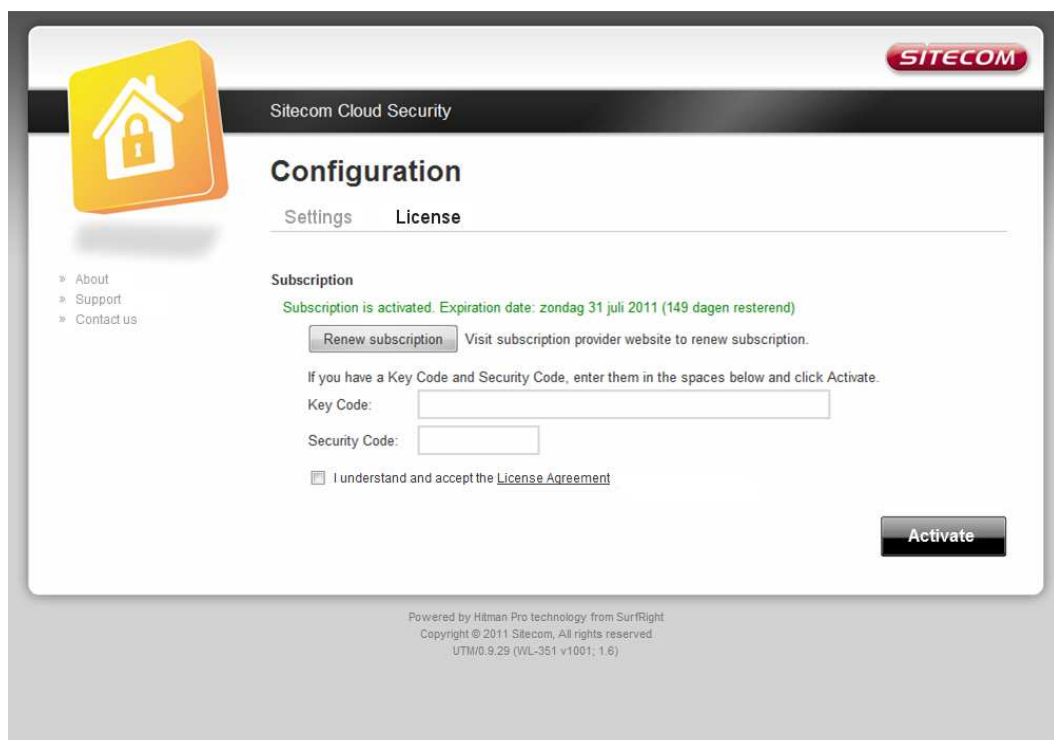 SITECOM
Sitecom Cloud Security
Configuration
Settings License
» About
» Support
» Contact us
Subscription
Subscription is activated. Expiration date: zondag 31 juli 2011 (149 dagen resterend)
Renew subscription Visit subscription provider website to renew subscription.
If you have a Key Code and Security Code, enter them in the spaces below and click Activate.
Key Code:
Security Code:
I understand and accept the License Agreement
Activate
Powered by Hitman Pro technology from SurfRight
Copyright © 2011 Sitecom, All rights reserved
UTM/0.9.29 (WL-351 v1001; 1.6)